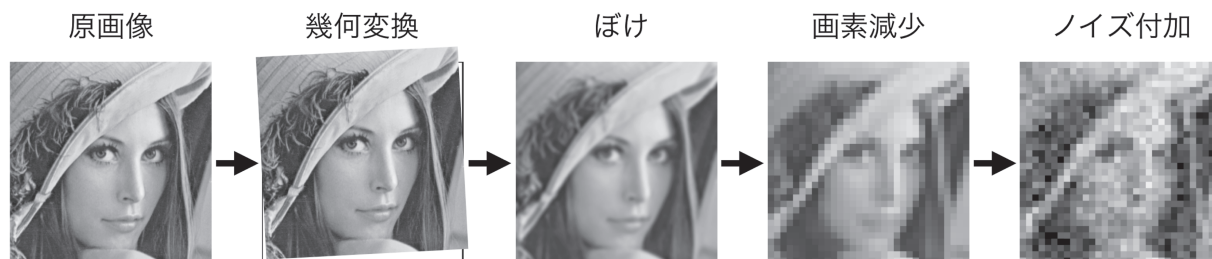 原画像
幾何変換
ぼけ
画素減少
ノイズ付加